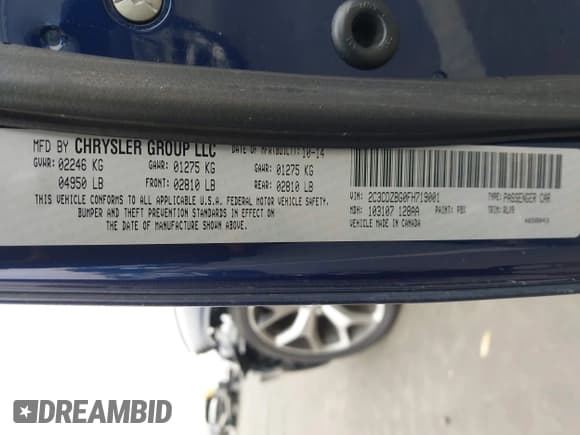 MFD BY CHRYSLER GROUP LLC DATE OF MFR 10-14
GVWR: 02246 KG GAWR: 01275 KG GAWR: 01275 KG
04950 LB FRONT: 02810 LB REAR: 02810 LB
THIS VEHICLE CONFORMS TO ALL APPLICABLE U.S.A. FEDERAL MOTOR VEHICLE SAFETY,
BUMPER AND THEFT PREVENTION STANDARDS IN EFFECT ON
THE DATE OF MANUFACTURE SHOWN ABOVE.
VIN: 2C3CDZBG0FH719001 TYPE: PASSENGER CAR
MDH: 103107 128AA PAINT: PBX TRIM:
VEHICLE MADE IN CANADA
DREAMBID